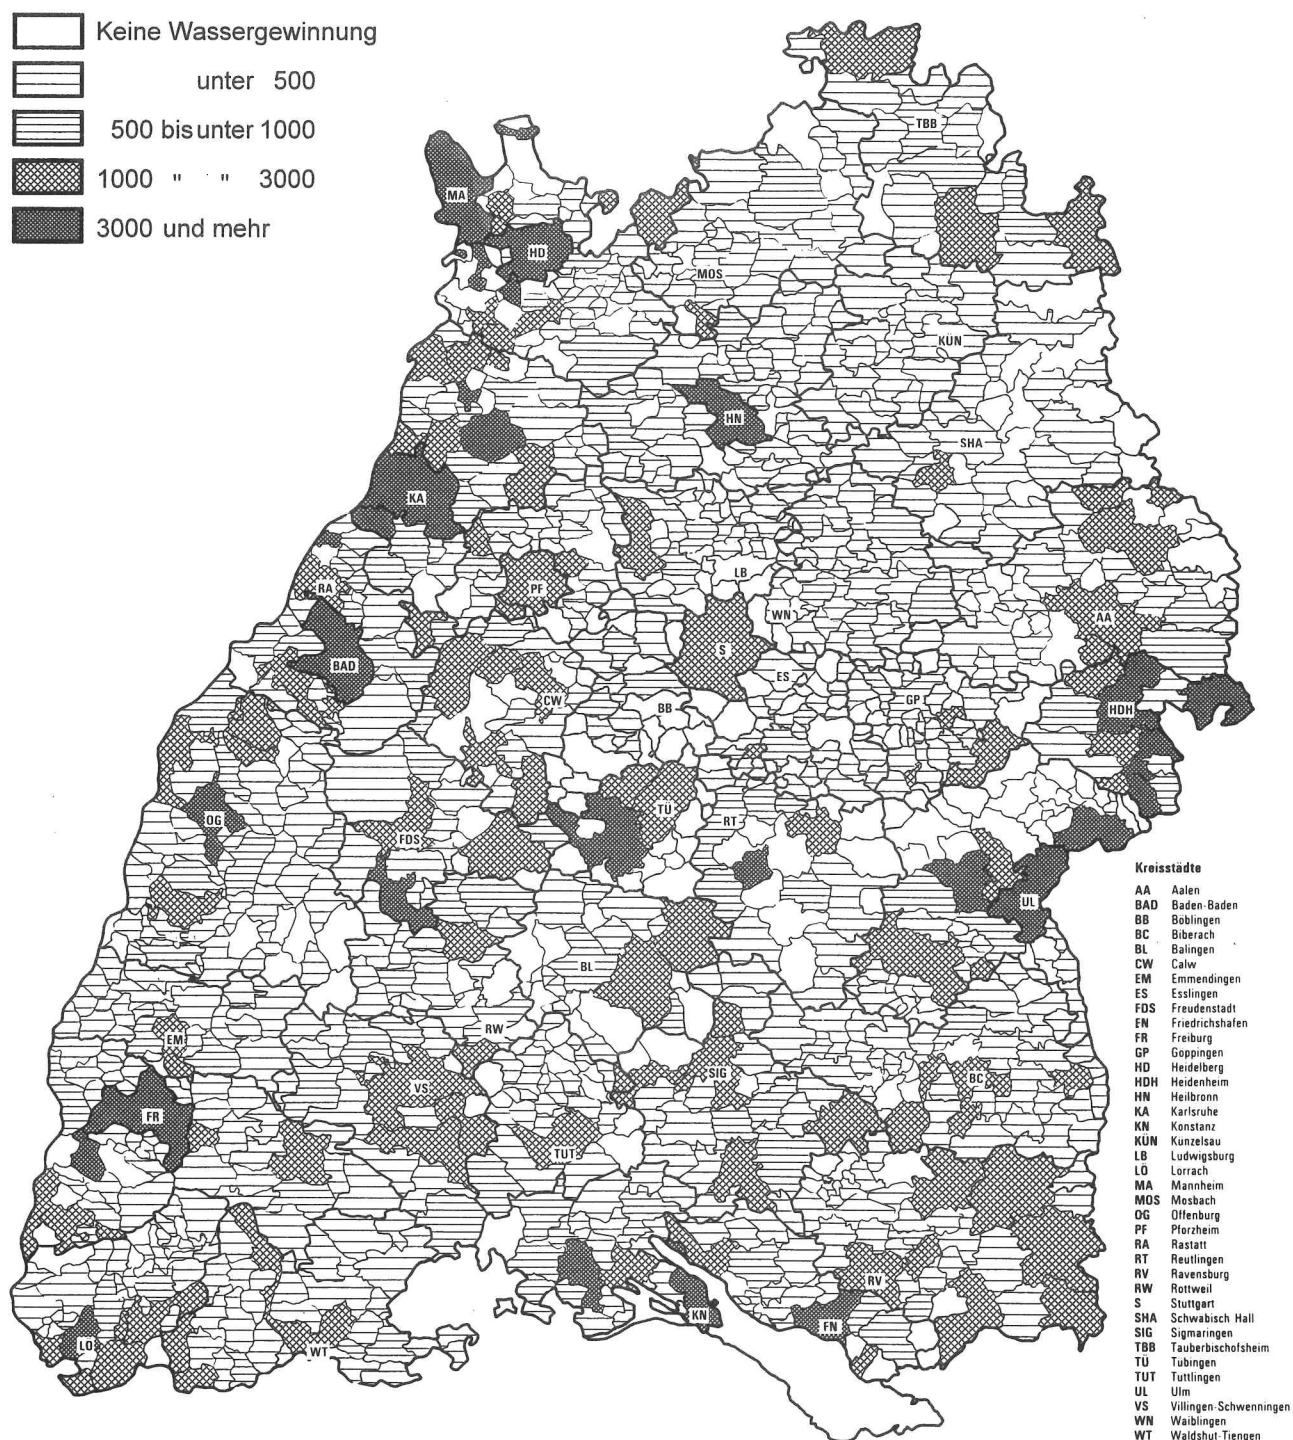 Keine Wassergewinnung
unter 500
500 bis unter 1000
1000 " " 3000
3000 und mehr
TBB
MA
HD
MOS
KÜN
HN
SHA
KA
LB
PF
RA
WN
AA
S
BAD
ES
CW
BB
GP
HDH
TÜ
OG
RT
FDS
UL
BL
RW
EM
SIG
BC
VS
FR
TUT
RV
KN
FN
LÖ
WT
Kreisstädte
AA Aalen
BAD Baden-Baden
BB Böblingen
BC Biberach
BL Balingen
CW Calw
EM Emmendingen
ES Esslingen
FDS Freudenstadt
FN Friedrichshafen
FR Freiburg
GP Goppingen
HD Heidelberg
HDH Heidenheim
HN Heilbronn
KA Karlsruhe
KN Konstanz
KÜN Kunzelsau
LB Ludwigsburg
LÖ Lorrach
MA Mannheim
MOS Mosbach
OG Offenburg
PF Pforzheim
RA Rastatt
RT Reutlingen
RV Ravensburg
RW Rottweil
S Stuttgart
SHA Schwabisch Hall
SIG Sigmaringen
TBB Tauberbischofsheim
TÜ Tubingen
TUT Tuttlingen
UL Ulm
VS Villingen-Schwenningen
WN Waiblingen
WT Waldshut-Tiengen